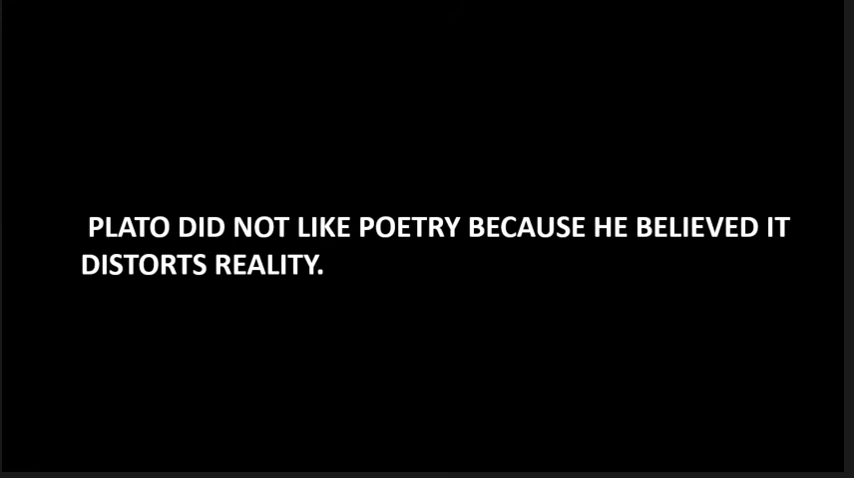 PLATO DID NOT LIKE POETRY BECAUSE HE BELIEVED IT
DISTORTS REALITY.